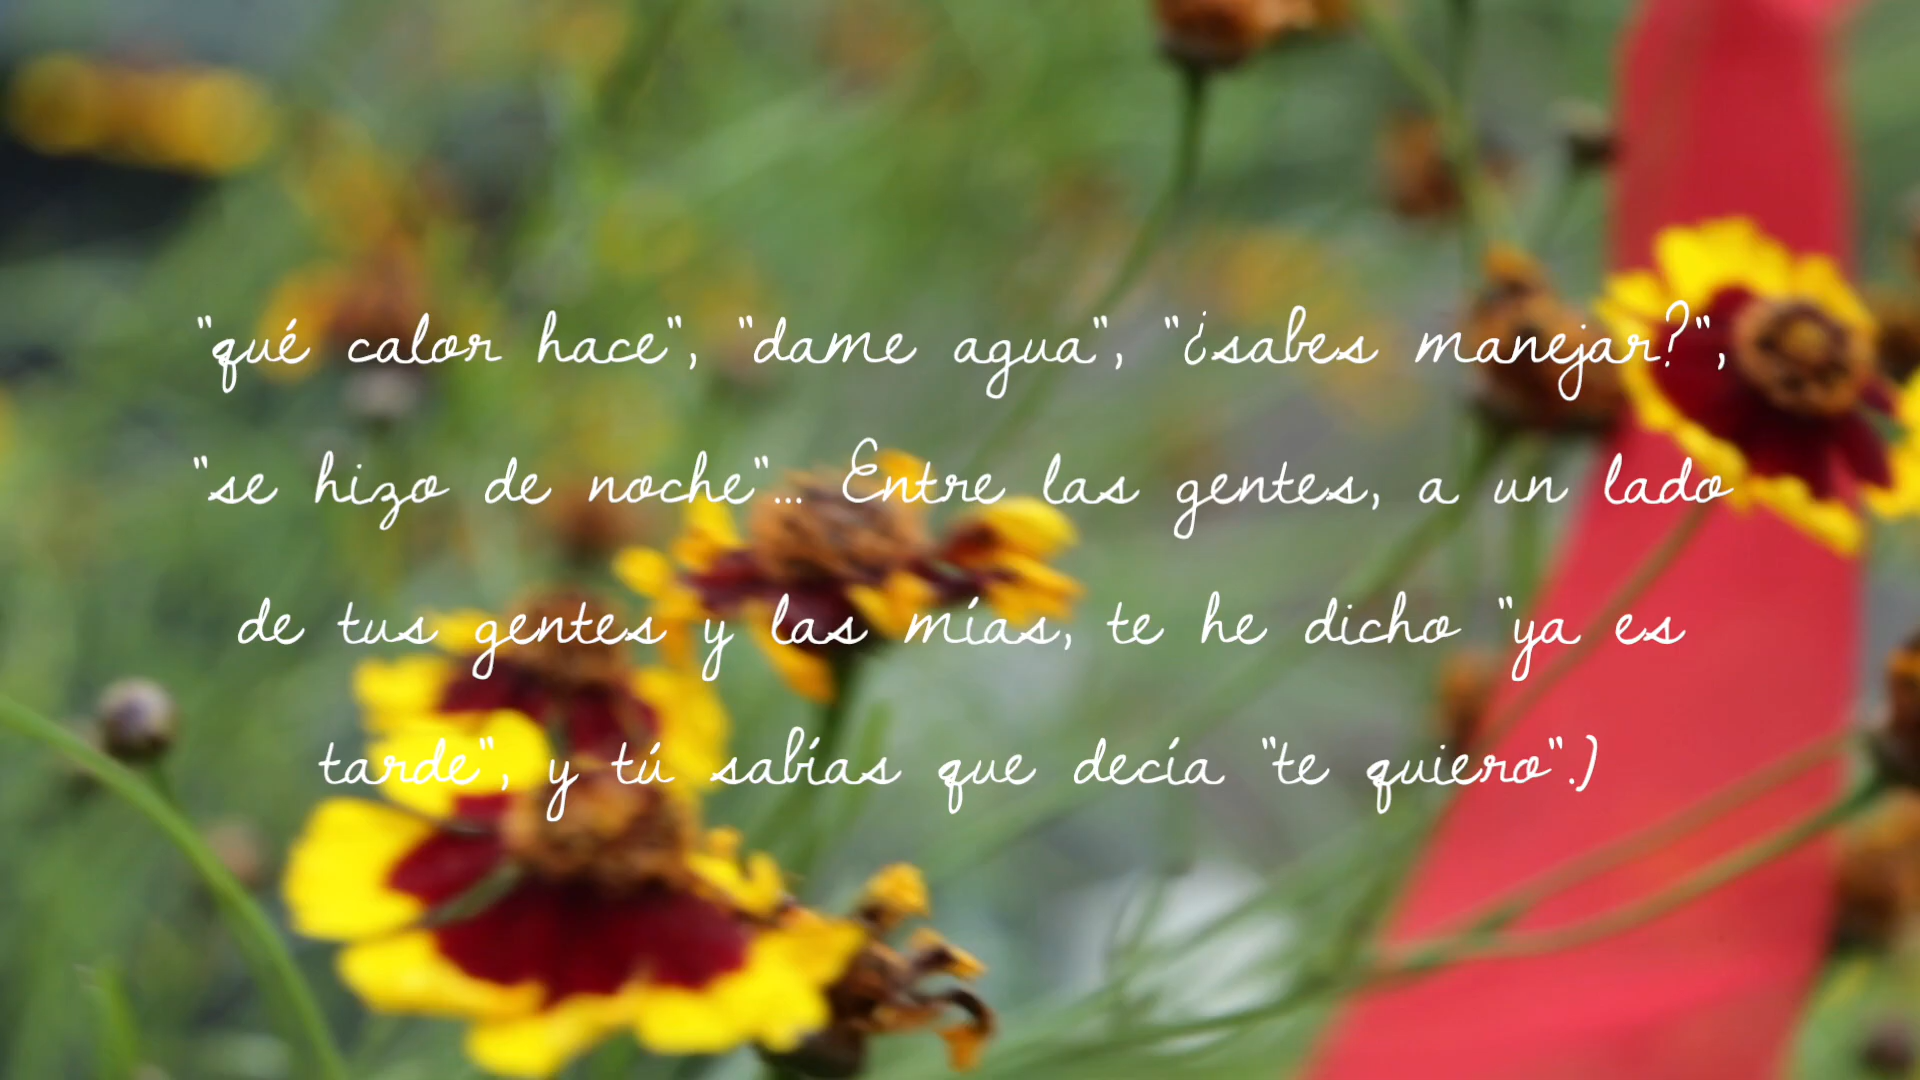 "qué calor hace", "dame agua", "¿sabes manejar?",
"se hizo de noche"... Entre las gentes, a un lado
de tus gentes y las mías, te he dicho "ya es
tarde", y tú sabías que decía "te quiero".)